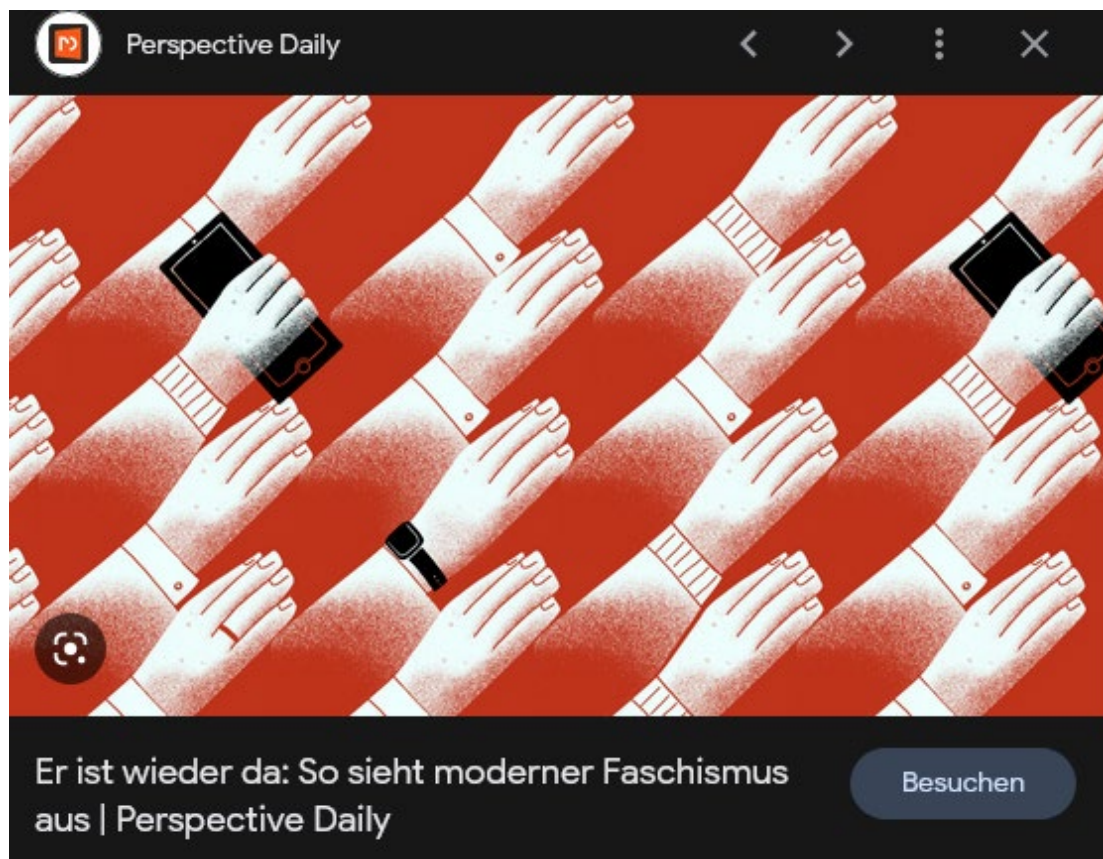 Perspective Daily
Er ist wieder da: So sieht moderner Faschismus
aus | Perspective Daily
Besuchen